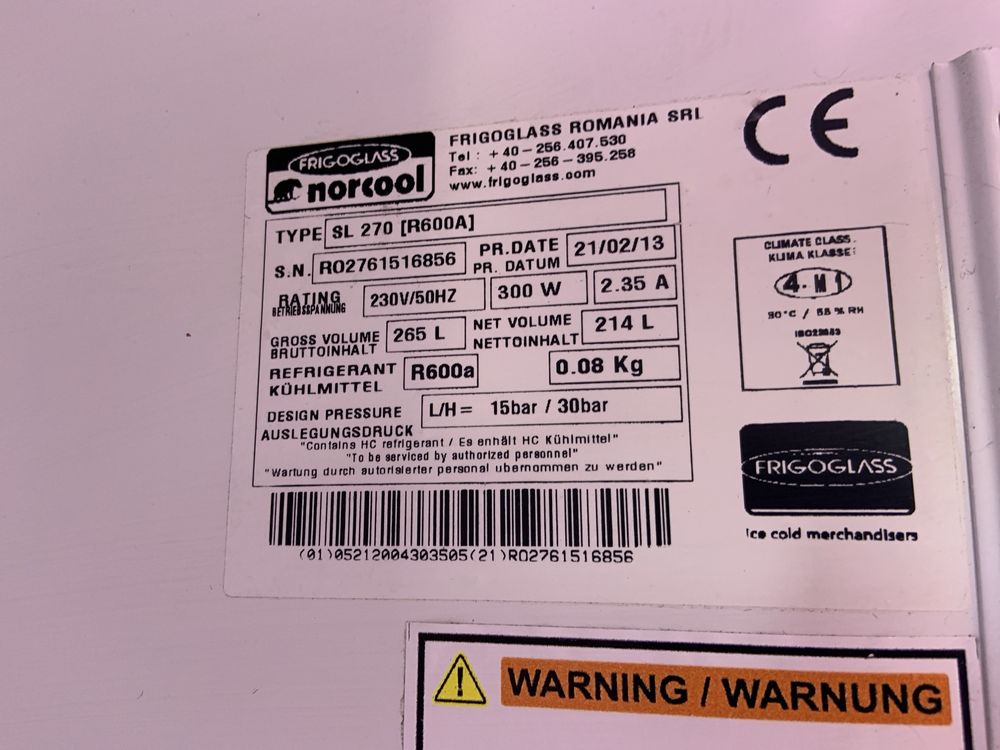 FRIGOGLASS
norcool
FRIGOGLASS ROMANIA SRL
Tel : +40-256.407.530
Fax: +40-256-395.258
www.frigoglass.com
CE
TYPE SL 270 [R600A]
S.N. RO2761516856 PR.DATE 21/02/13
PR. DATUM
RATING 230V/50HZ 300 W 2.35 A
BETRIEBSSPANNUNG
GROSS VOLUME 265 L NET VOLUME 214 L
BRUTTOINHALT NETTOINHALT
REFRIGERANT R600a 0.08 Kg
KÜHLMITTEL
DESIGN PRESSURE L/H= 15bar / 30bar
AUSLEGUNGSDRUCK
"Contains HC refrigerant / Es enhält HC Kühlmittel"
"To be serviced by authorized personnel"
"Wartung durch autorisierter personal ubernommen zu werden"
(01)05212004303505(21)RO2761516856
CLIMATE CLASS.
KLIMA KLASSE:
4-M1
30°C / 55 % RH
FRIGOGLASS
Ice cold merchandisers
WARNING / WARNUNG